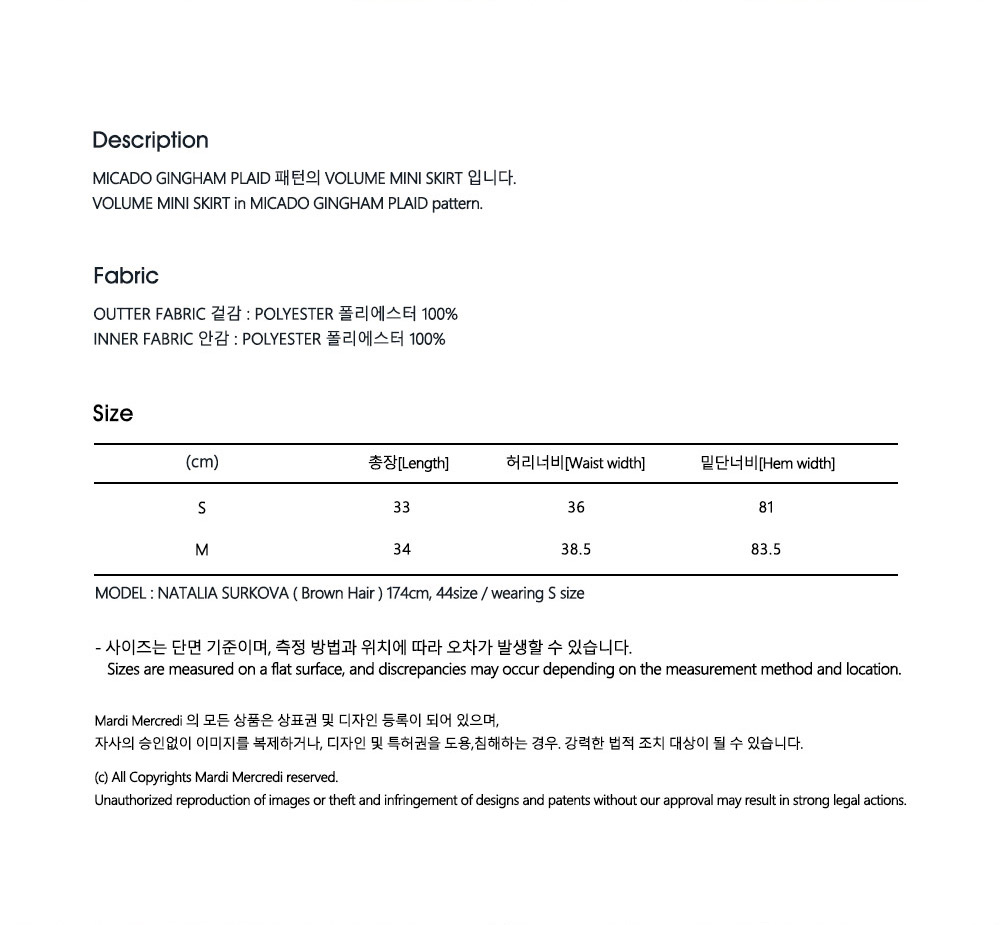 Description
MICADO GINGHAM PLAID 패턴의 VOLUME MINI SKIRT 입니다.
VOLUME MINI SKIRT in MICADO GINGHAM PLAID pattern.
Fabric
OUTTER FABRIC 겉감 : POLYESTER 폴리에스터 100%
INNER FABRIC 안감 : POLYESTER 폴리에스터 100%
Size
(cm) 총장[Length] 허리너비[Waist width] 밑단너비[Hem width]
S 33 36 81
M 34 38.5 83.5
MODEL : NATALIA SURKOVA ( Brown Hair ) 174cm, 44size / wearing S size
- 사이즈는 단면 기준이며, 측정 방법과 위치에 따라 오차가 발생할 수 있습니다.
Sizes are measured on a flat surface, and discrepancies may occur depending on the measurement method and location.
Mardi Mercredi 의 모든 상품은 상표권 및 디자인 등록이 되어 있으며,
자사의 승인없이 이미지를 복제하거나, 디자인 및 특허권을 도용,침해하는 경우. 강력한 법적 조치 대상이 될 수 있습니다.
(c) All Copyrights Mardi Mercredi reserved.
Unauthorized reproduction of images or theft and infringement of designs and patents without our approval may result in strong legal actions.